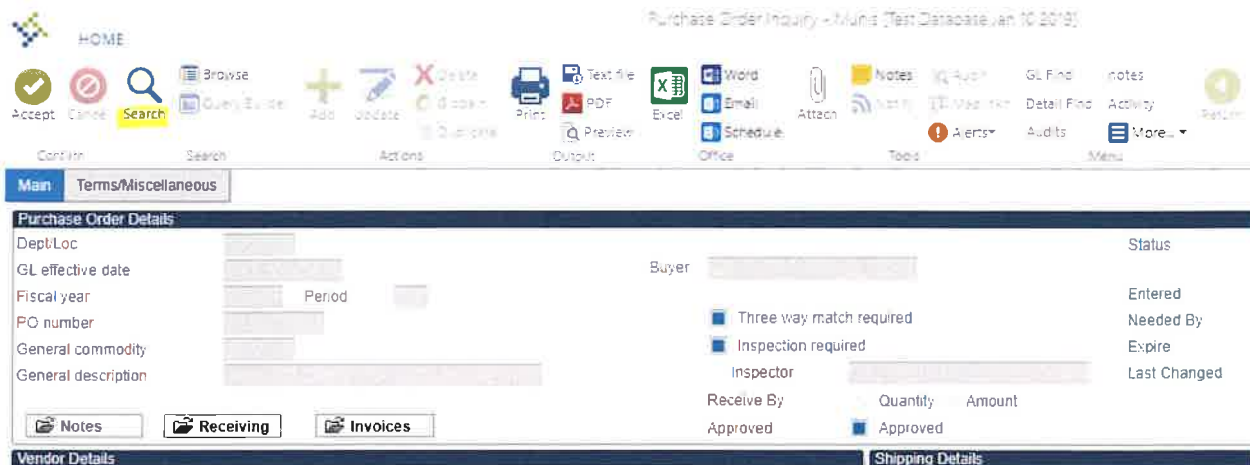 Purchase Order Inquiry - Munis [Test Database Jan 10 2019]
HOME
Accept
Cancel
Search
Browse
Query Builder
Add
Update
Delete
Duplicate
Print
Text file
PDF
Preview
Excel
Word
Email
Schedule
Attach
Notes
Notify
Audit
Maplink
Alerts
GL Find
Detail Find
Audits
notes
Activity
More...
Return
Confirm
Search
Actions
Output
Office
Tools
Menu
Main
Terms/Miscellaneous
Purchase Order Details
Dept/Loc
Status
GL effective date
Buyer
Fiscal year Period
Entered
PO number
Three way match required
Needed By
General commodity
Inspection required
Expire
General description
Inspector
Last Changed
Receive By Quantity Amount
Notes Receiving Invoices
Approved Approved
Vendor Details
Shipping Details